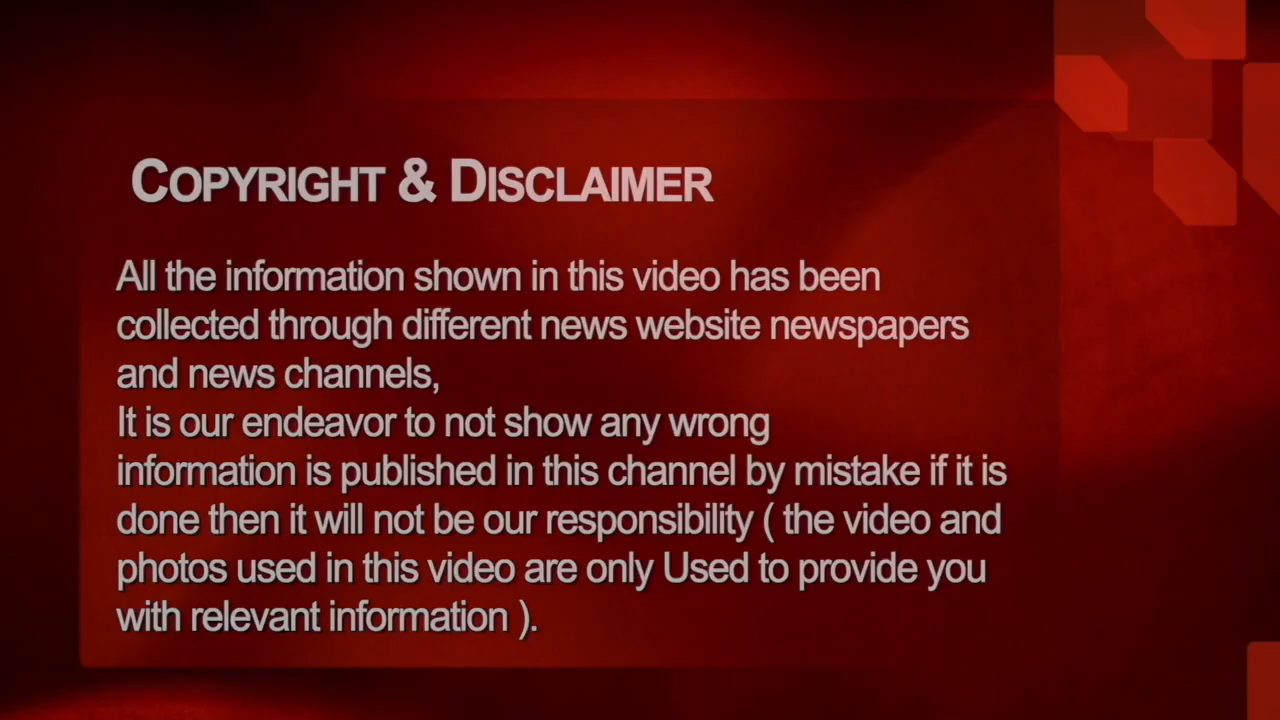 COPYRIGHT & DISCLAIMER
All the information shown in this video has been
collected through different news website newspapers
and news channels,
It is our endeavor to not show any wrong
information is published in this channel by mistake if it is
done then it will not be our responsibility ( the video and
photos used in this video are only Used to provide you
with relevant information ).